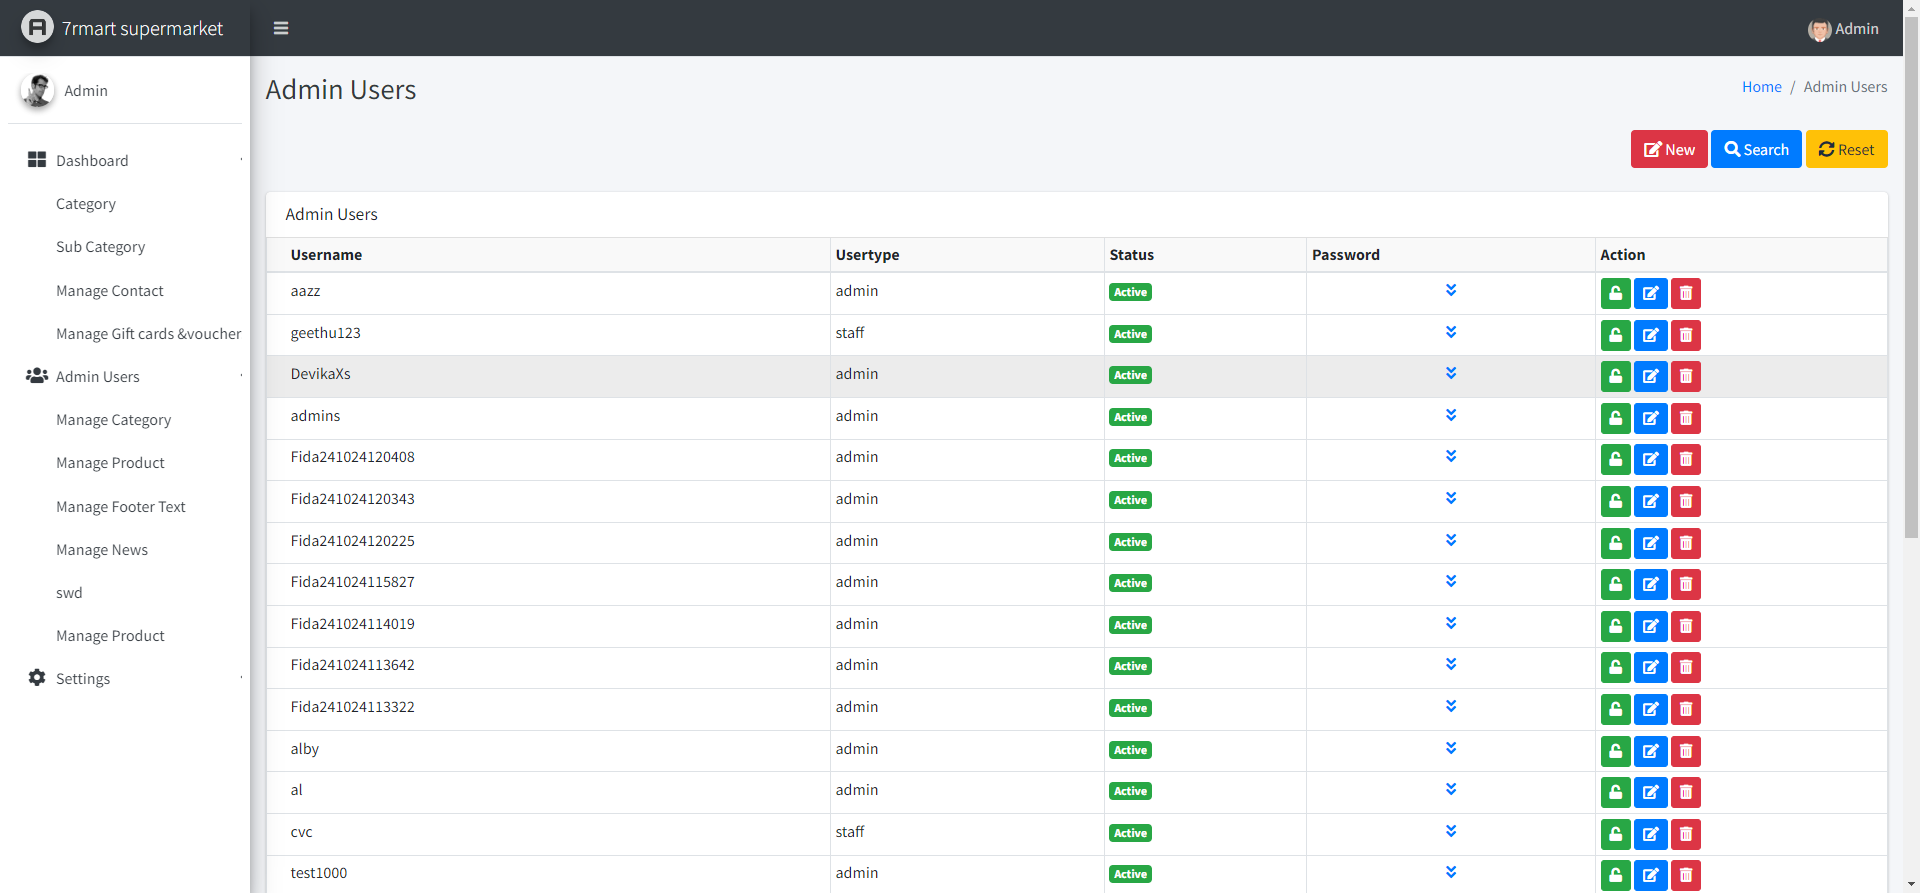 7rmart supermarket
Admin
Admin
Dashboard
Category
Sub Category
Manage Contact
Manage Gift cards &voucher
Admin Users
Manage Category
Manage Product
Manage Footer Text
Manage News
swd
Manage Product
Settings
Admin Users
Home / Admin Users
New Search Reset
Admin Users
Username Usertype Status Password Action
aazz admin Active
geethu123 staff Active
DevikaXs admin Active
admins admin Active
Fida241024120408 admin Active
Fida241024120343 admin Active
Fida241024120225 admin Active
Fida241024115827 admin Active
Fida241024114019 admin Active
Fida241024113642 admin Active
Fida241024113322 admin Active
alby admin Active
al admin Active
cvc staff Active
test1000 admin Active